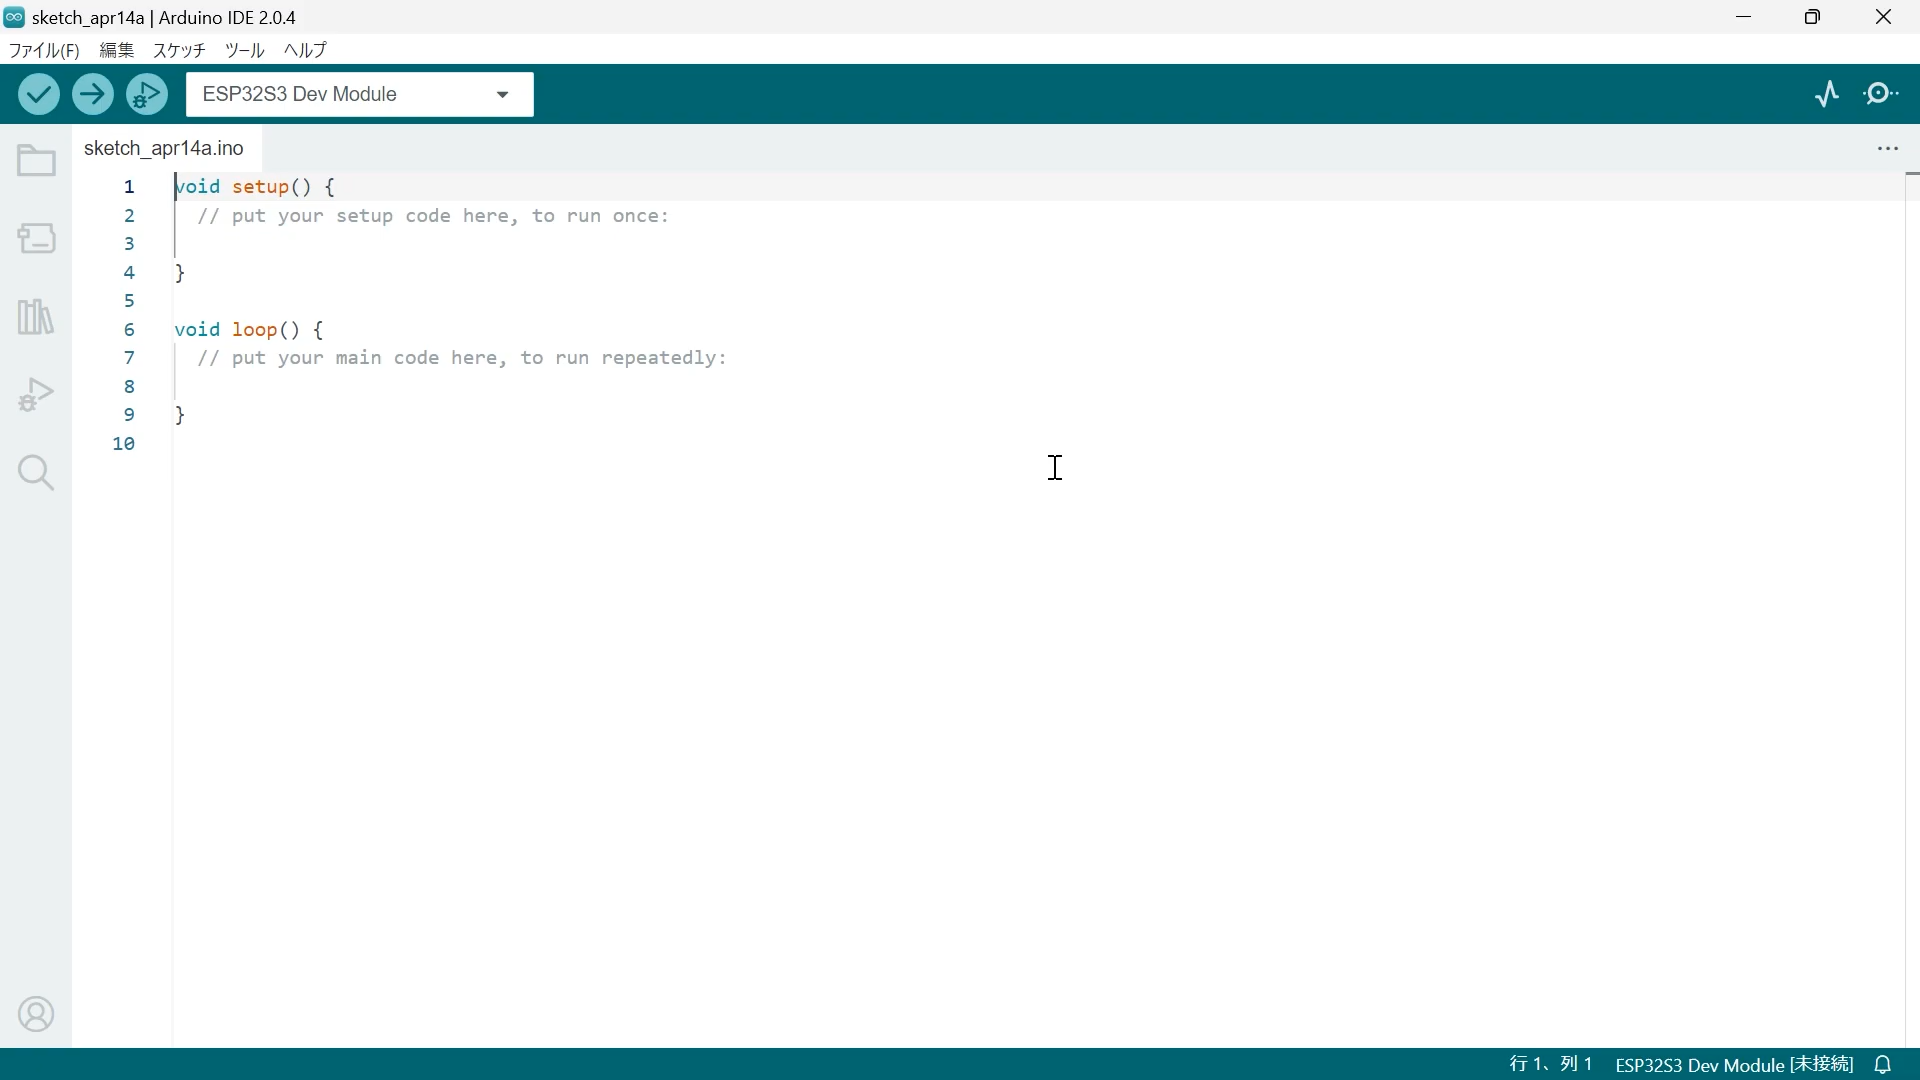 sketch_apr14a | Arduino IDE 2.0.4
ファイル(F) 編集 スケッチ ツール ヘルプ
ESP32S3 Dev Module
sketch_apr14a.ino
1 void setup() {
2 // put your setup code here, to run once:
3
4 }
5
6 void loop() {
7 // put your main code here, to run repeatedly:
8
9 }
10
行 1、列 1 ESP32S3 Dev Module [未接続]